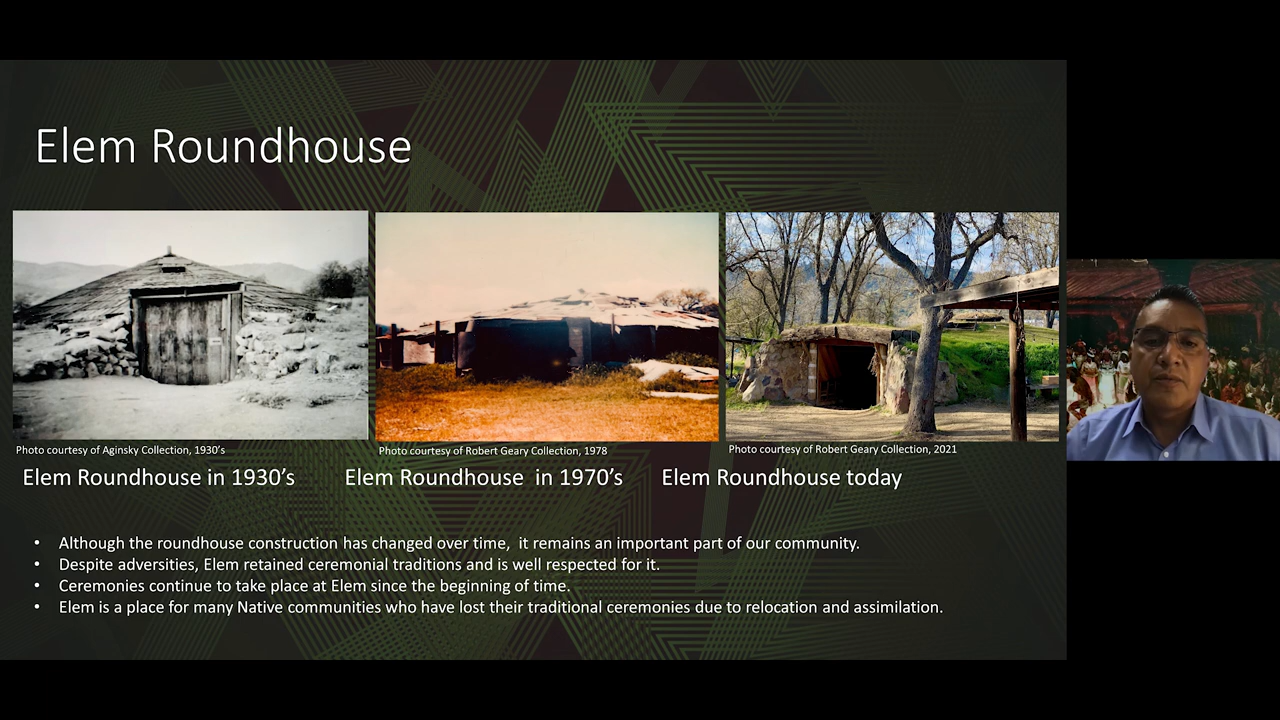 Elem Roundhouse
Photo courtesy of Aginsky Collection, 1930's
Photo courtesy of Robert Geary Collection, 1978
Photo courtesy of Robert Geary Collection, 2021
Elem Roundhouse in 1930's
Elem Roundhouse in 1970's
Elem Roundhouse today
• Although the roundhouse construction has changed over time, it remains an important part of our community.
• Despite adversities, Elem retained ceremonial traditions and is well respected for it.
• Ceremonies continue to take place at Elem since the beginning of time.
• Elem is a place for many Native communities who have lost their traditional ceremonies due to relocation and assimilation.